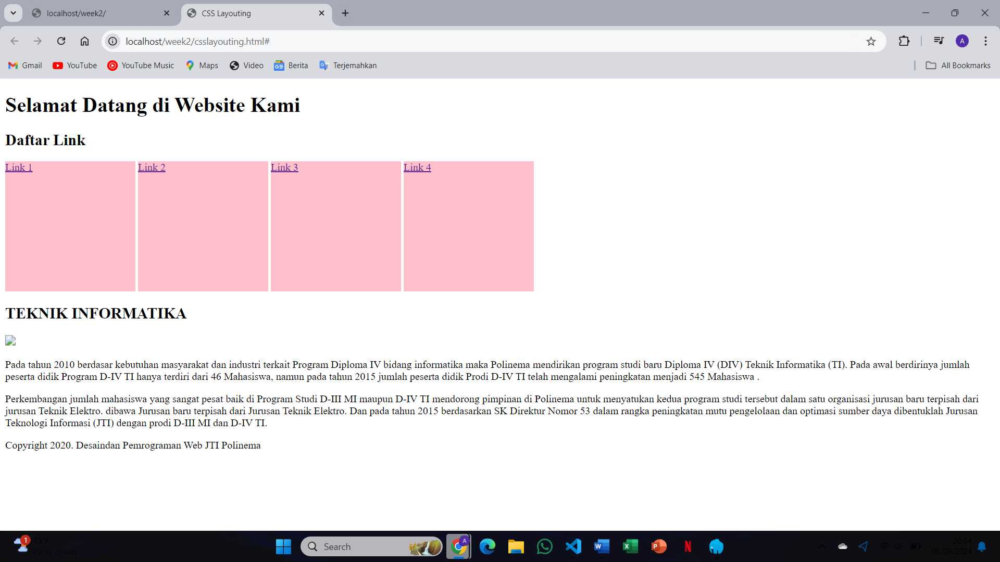 localhost/week2/
CSS Layouting
localhost/week2/csslayouting.html#
A
Gmail
YouTube
YouTube Music
Maps
Video
Berita
Terjemahkan
All Bookmarks
Selamat Datang di Website Kami
Daftar Link
Link 1 Link 2 Link 3 Link 4
TEKNIK INFORMATIKA
Pada tahun 2010 berdasar kebutuhan masyarakat dan industri terkait Program Diploma IV bidang informatika maka Polinema mendirikan program studi baru Diploma IV (DIV) Teknik Informatika (TI). Pada awal berdirinya jumlah
peserta didik Program D-IV TI hanya terdiri dari 46 Mahasiswa, namun pada tahun 2015 jumlah peserta didik Prodi D-IV TI telah mengalami peningkatan menjadi 545 Mahasiswa .
Perkembangan jumlah mahasiswa yang sangat pesat baik di Program Studi D-III MI maupun D-IV TI mendorong pimpinan di Polinema untuk menyatukan kedua program studi tersebut dalam satu organisasi jurusan baru terpisah dari
jurusan Teknik Elektro. dibawa Jurusan baru terpisah dari Jurusan Teknik Elektro. Dan pada tahun 2015 berdasarkan SK Direktur Nomor 53 dalam rangka peningkatan mutu pengelolaan dan optimasi sumber daya dibentuklah Jurusan
Teknologi Informasi (JTI) dengan prodi D-III MI dan D-IV TI.
Copyright 2020. Desaindan Pemrograman Web JTI Polinema
1
73°F
Partly cloudy
Search
A
20:54
06/09/2024